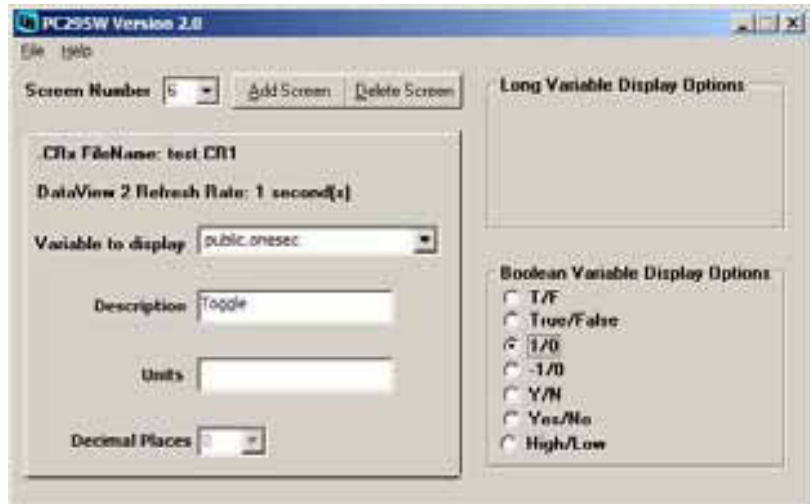 PC295W Version 2.0
File Help
Screen Number 6 Add Screen Delete Screen
.CRx FileName: test.CR1
DataView 2 Refresh Rate: 1 second(s)
Variable to display public.onesec
Description Toggle
Units
Decimal Places
Long Variable Display Options
Boolean Variable Display Options
T/F
True/False
1/0
-1/0
Y/N
Yes/No
High/Low